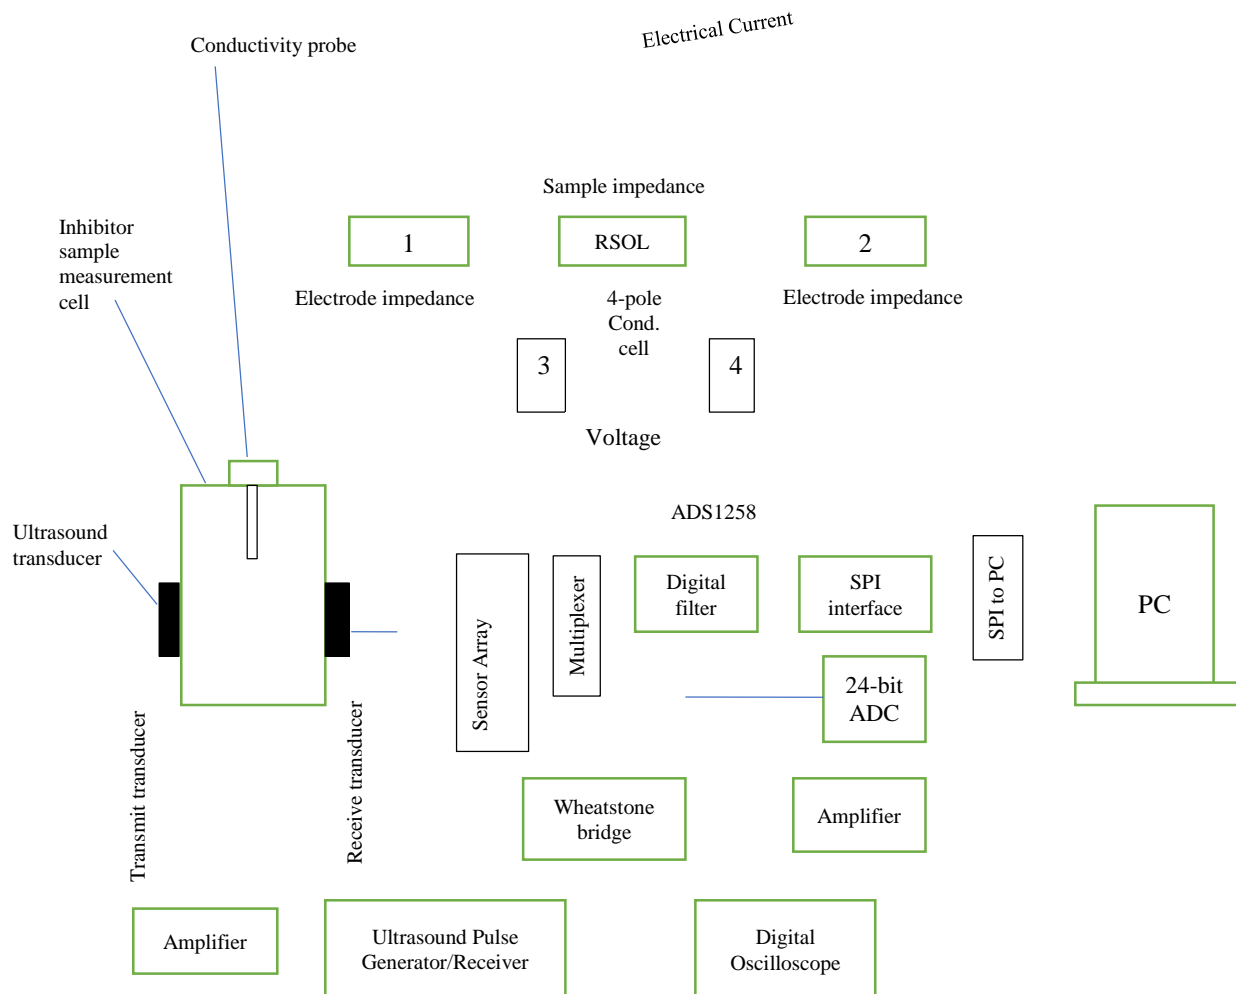 Electrical Current
Conductivity probe
Sample impedance
1
RSOL
2
Inhibitor
sample
measurement
cell
Electrode impedance
4-pole
Cond.
cell
Electrode impedance
3
4
Voltage
ADS1258
Ultrasound
transducer
Sensor Array
Multiplexer
Digital
filter
SPI
interface
SPI to PC
PC
24-bit
ADC
Transmit transducer
Receive transducer
Wheatstone
bridge
Amplifier
Amplifier
Ultrasound Pulse
Generator/Receiver
Digital
Oscilloscope